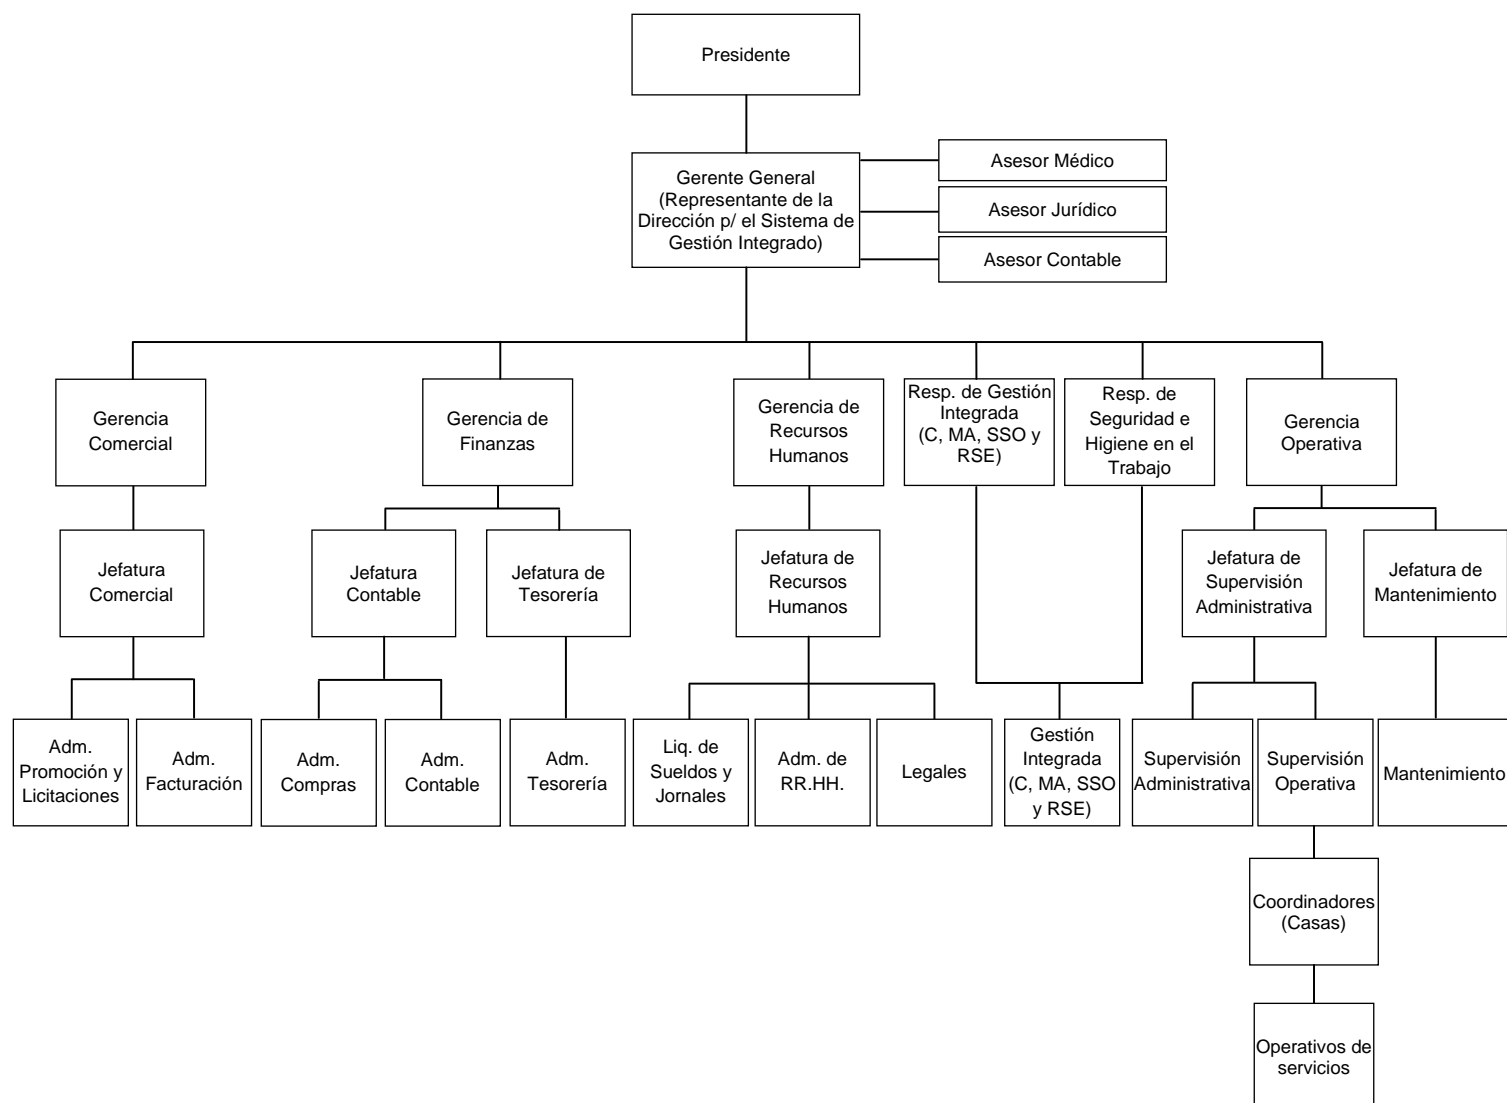 Presidente
Gerente General
(Representante de la
Dirección p/ el Sistema de
Gestión Integrado)
Asesor Médico
Asesor Jurídico
Asesor Contable
Gerencia
Comercial
Gerencia de
Finanzas
Gerencia de
Recursos
Humanos
Resp. de Gestión
Integrada
(C, MA, SSO y
RSE)
Resp. de
Seguridad e
Higiene en el
Trabajo
Gerencia
Operativa
Jefatura
Comercial
Jefatura
Contable
Jefatura de
Tesorería
Jefatura de
Recursos
Humanos
Jefatura de
Supervisión
Administrativa
Jefatura de
Mantenimiento
Adm.
Promoción y
Licitaciones
Adm.
Facturación
Adm.
Compras
Adm.
Contable
Adm.
Tesorería
Liq. de
Sueldos y
Jornales
Adm. de
RR.HH.
Legales
Gestión
Integrada
(C, MA, SSO
y RSE)
Supervisión
Administrativa
Supervisión
Operativa
Mantenimiento
Coordinadores
(Casas)
Operativos de
servicios